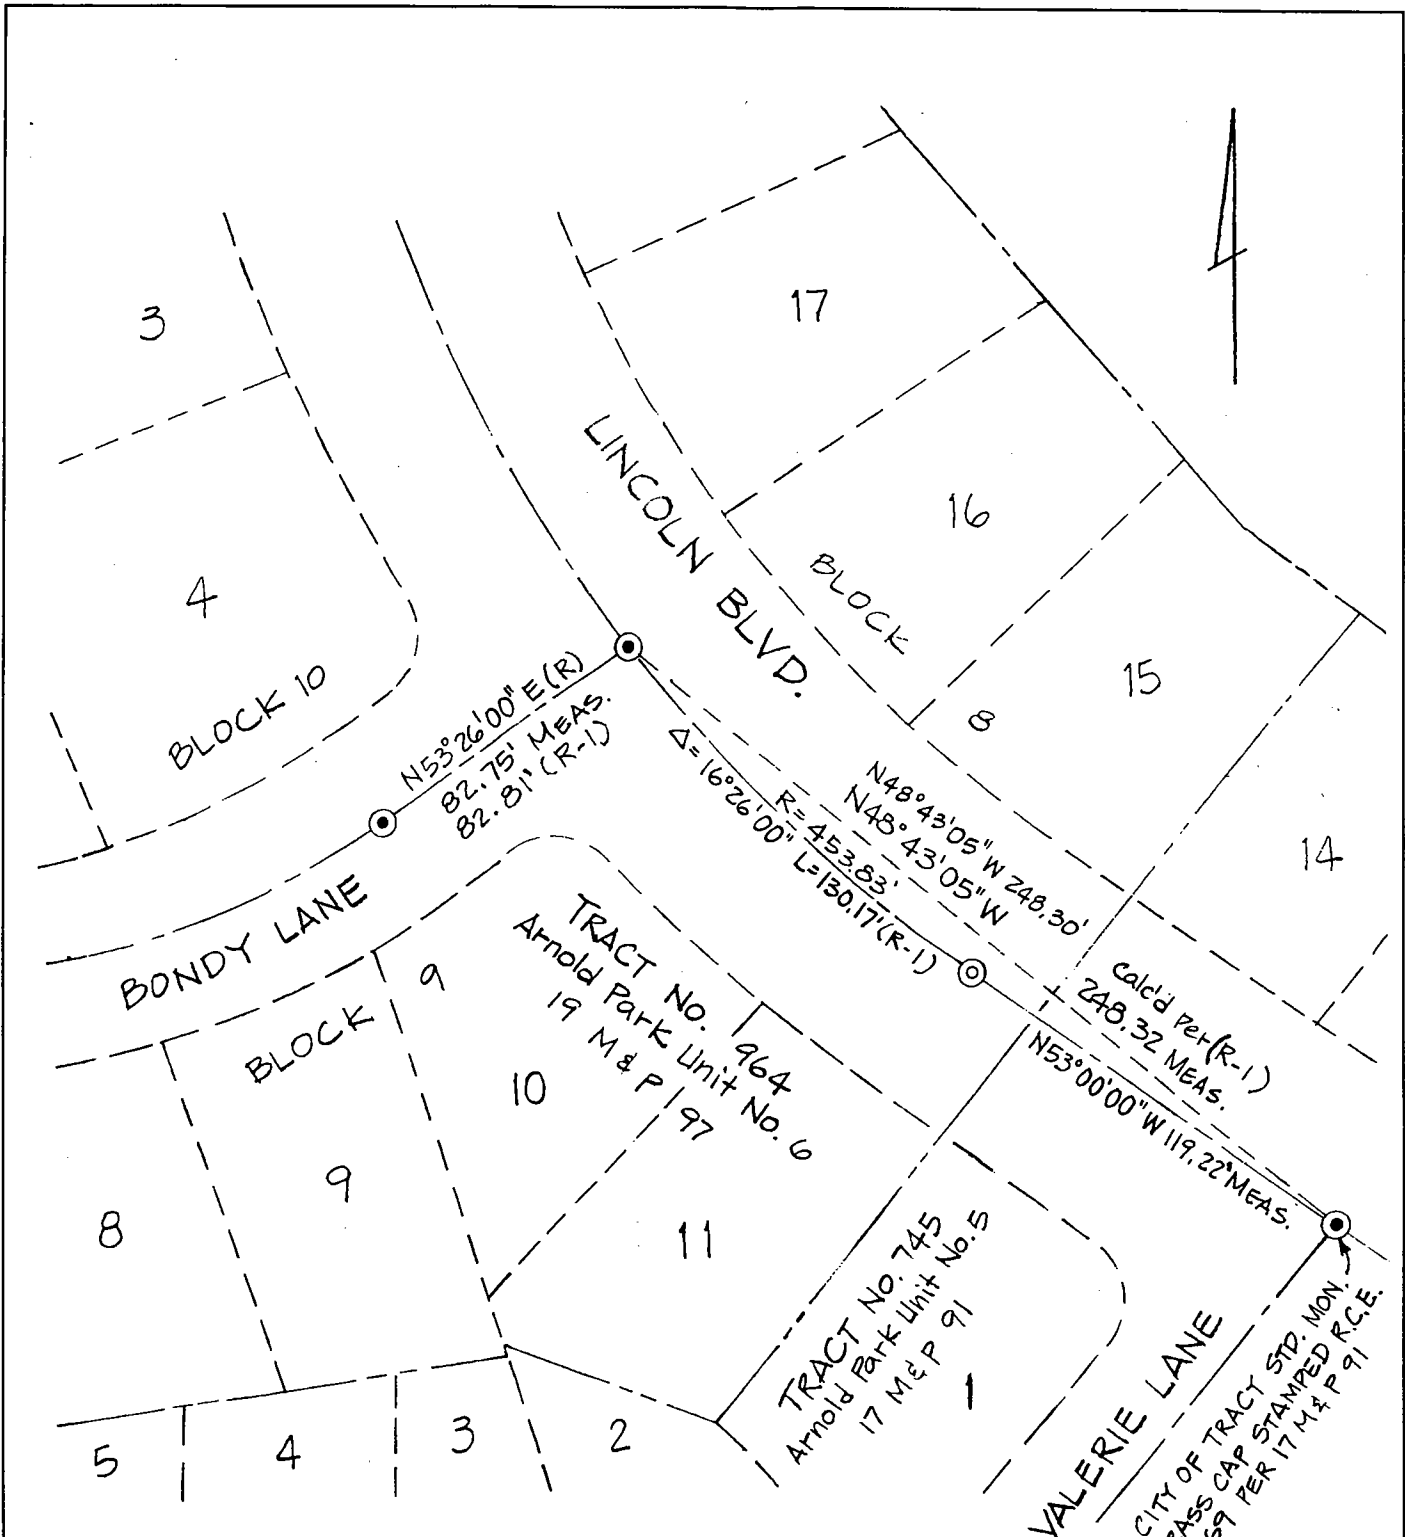 17
3
LINCOLN BLVD.
16
4
BLOCK
8
15
BLOCK 10
N53°26'00" E (R)
82.75' MEAS.
82.81' (R-1)
Δ= 16°26'00" L=130.17'(R-1)
R= 453.83'
N48°43'05" W 248.30'
N48°43'05" W
14
Calc'd Per (R-1)
248.32 MEAS.
N53°00'00" W 119.22' MEAS.
BONDY LANE
9
BLOCK
TRACT No. 964
Arnold Park Unit No. 6
19 M & P 97
10
9
8
11
TRACT NO. 745
Arnold Park Unit No. 5
17 M & P 91
1
VALERIE LANE
CITY OF TRACY STD. MON.
CAP STAMPED R.C.E.
PER 17 M & P 91
5
4
3
2